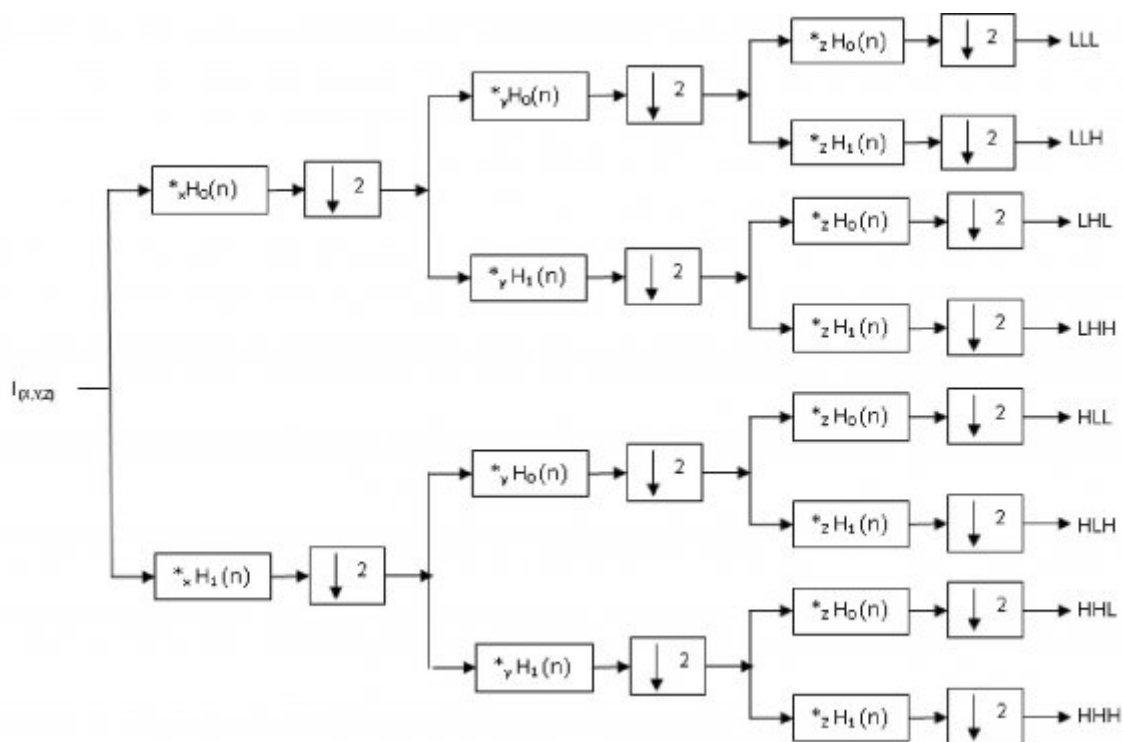 *zH₀(n)
2
LLL
*yH₀(n)
2
*zH₁(n)
2
LLH
*xH₀(n)
2
*zH₀(n)
2
LHL
*yH₁(n)
2
*zH₁(n)
2
LHH
I(X,Y,Z)
*zH₀(n)
2
HLL
*yH₀(n)
2
*zH₁(n)
2
HLH
*xH₁(n)
2
*zH₀(n)
2
HHL
*yH₁(n)
2
*zH₁(n)
2
HHH